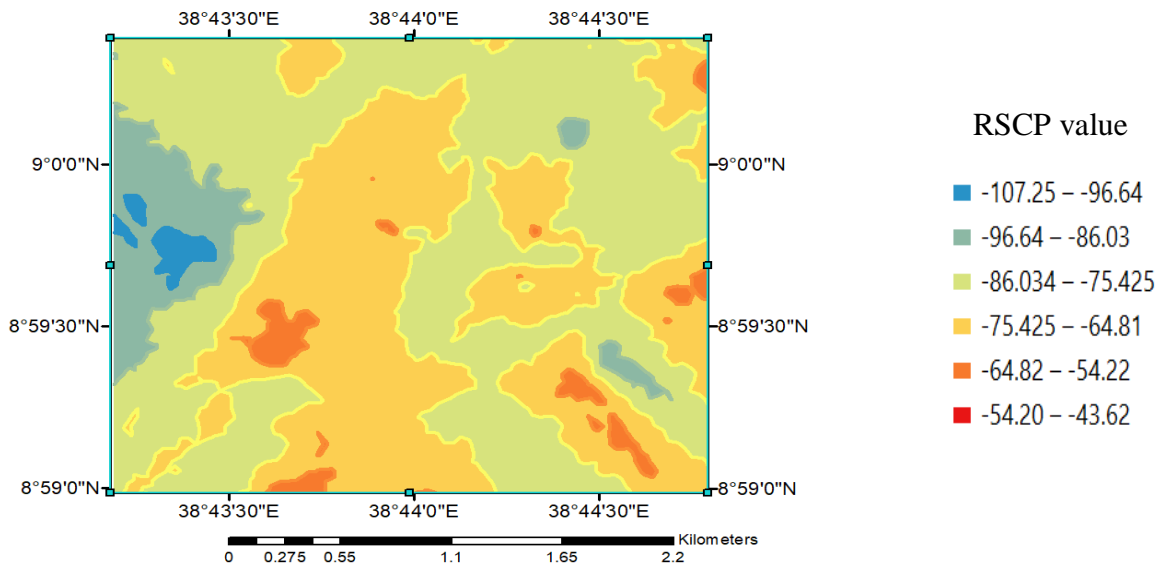 38°43'30"E 38°44'0"E 38°44'30"E
RSCP value
9°0'0"N 9°0'0"N
-107.25 – -96.64
-96.64 – -86.03
-86.034 – -75.425
8°59'30"N 8°59'30"N
-75.425 – -64.81
-64.82 – -54.22
-54.20 – -43.62
8°59'0"N 8°59'0"N
38°43'30"E 38°44'0"E 38°44'30"E
Kilometers
0 0.275 0.55 1.1 1.65 2.2